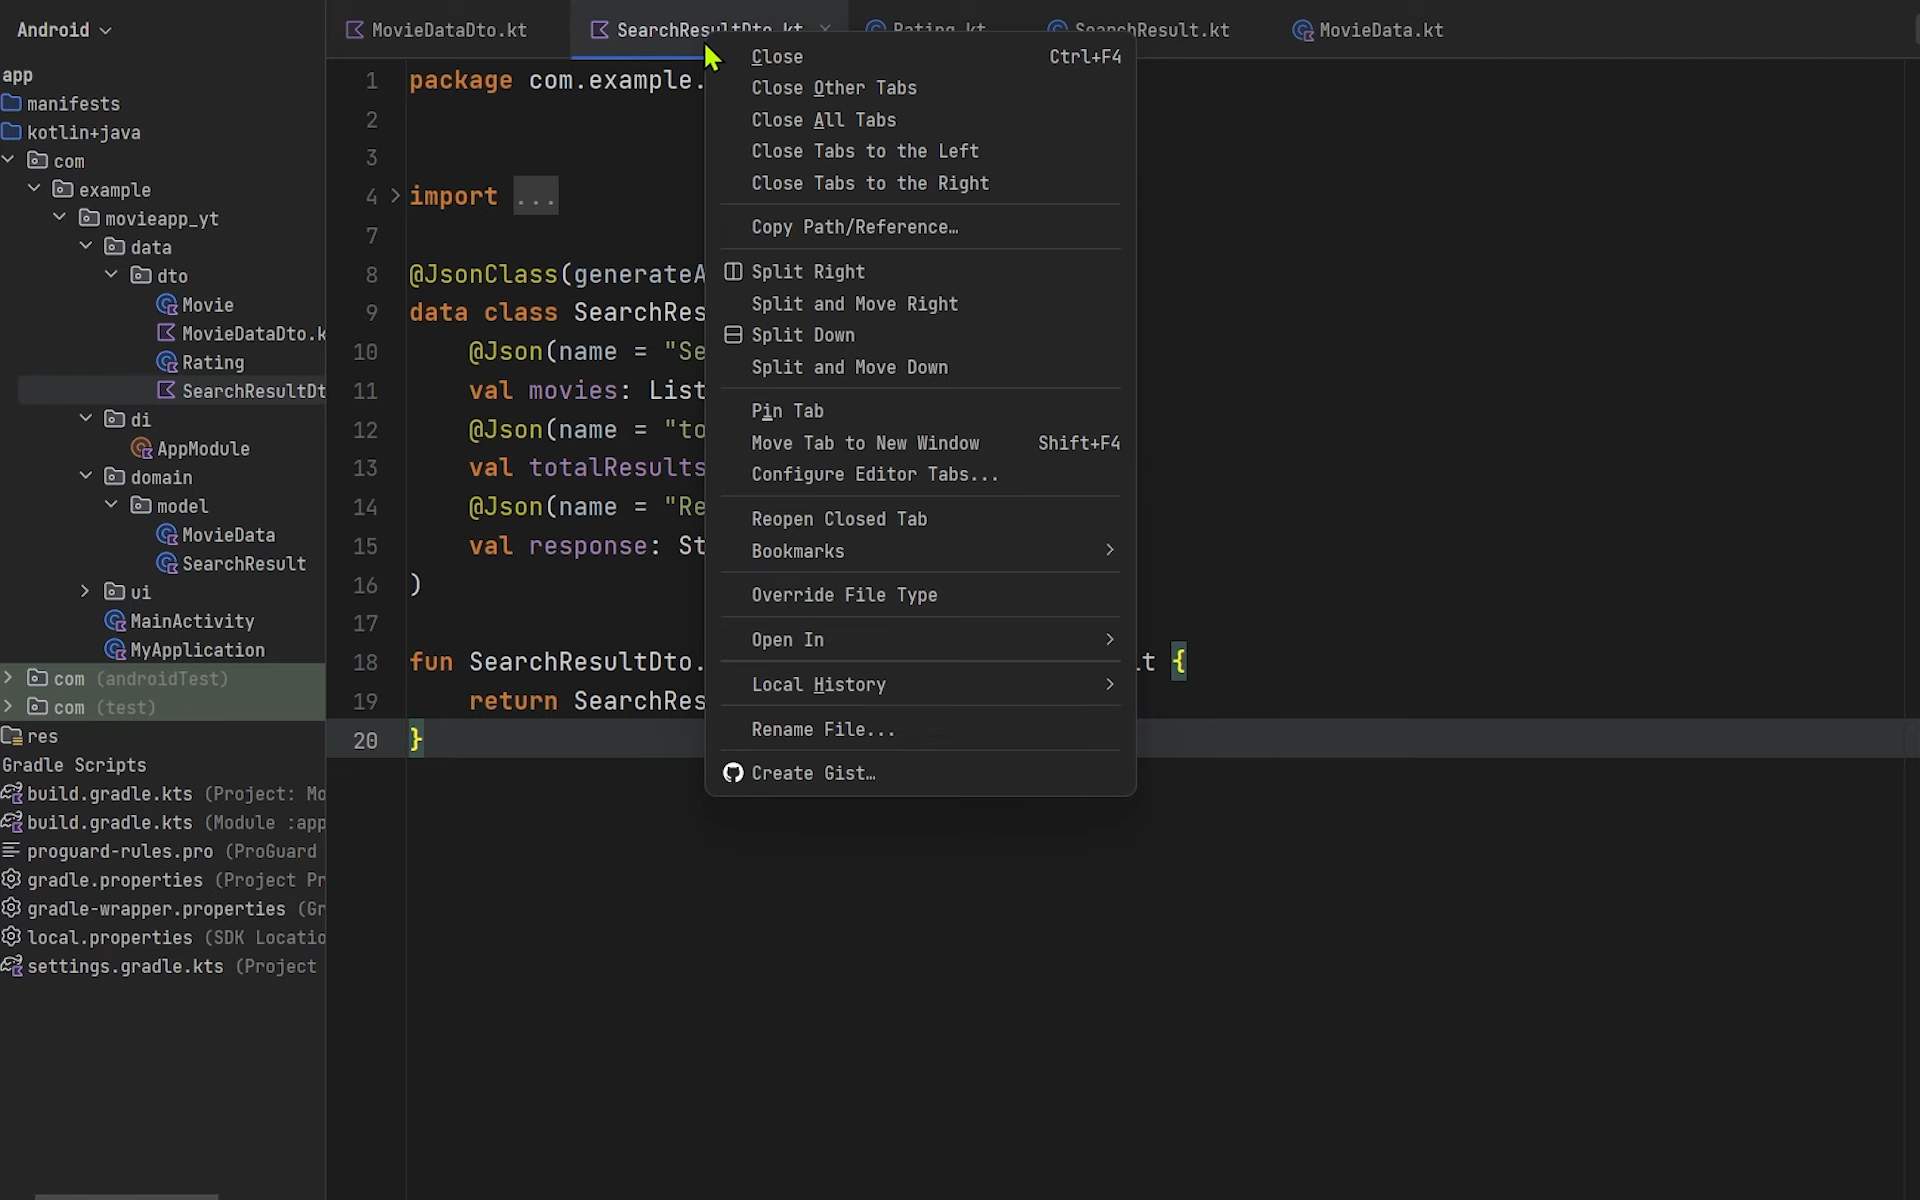 Android
app
manifests
kotlin+java
com
example
movieapp_yt
data
dto
Movie
MovieDataDto.k
Rating
SearchResultDt
di
AppModule
domain
model
MovieData
SearchResult
ui
MainActivity
MyApplication
com (androidTest)
com (test)
res
Gradle Scripts
build.gradle.kts (Project: Mo
build.gradle.kts (Module :app
proguard-rules.pro (ProGuard
gradle.properties (Project Pr
gradle-wrapper.properties (Gr
local.properties (SDK Locatio
settings.gradle.kts (Project
MovieDataDto.kt
SearchResultDto.kt
Rating.kt
SearchResult.kt
MovieData.kt
1 package com.example.
2
3
4 import ...
7
8 @JsonClass(generateA
9 data class SearchRes
10 @Json(name = "Se
11 val movies: List
12 @Json(name = "to
13 val totalResults
14 @Json(name = "Re
15 val response: St
16 )
17
18 fun SearchResultDto. lt {
19 return SearchRes
20 }
Close Ctrl+F4
Close Other Tabs
Close All Tabs
Close Tabs to the Left
Close Tabs to the Right
Copy Path/Reference…
Split Right
Split and Move Right
Split Down
Split and Move Down
Pin Tab
Move Tab to New Window Shift+F4
Configure Editor Tabs...
Reopen Closed Tab
Bookmarks
Override File Type
Open In
Local History
Rename File...
Create Gist…